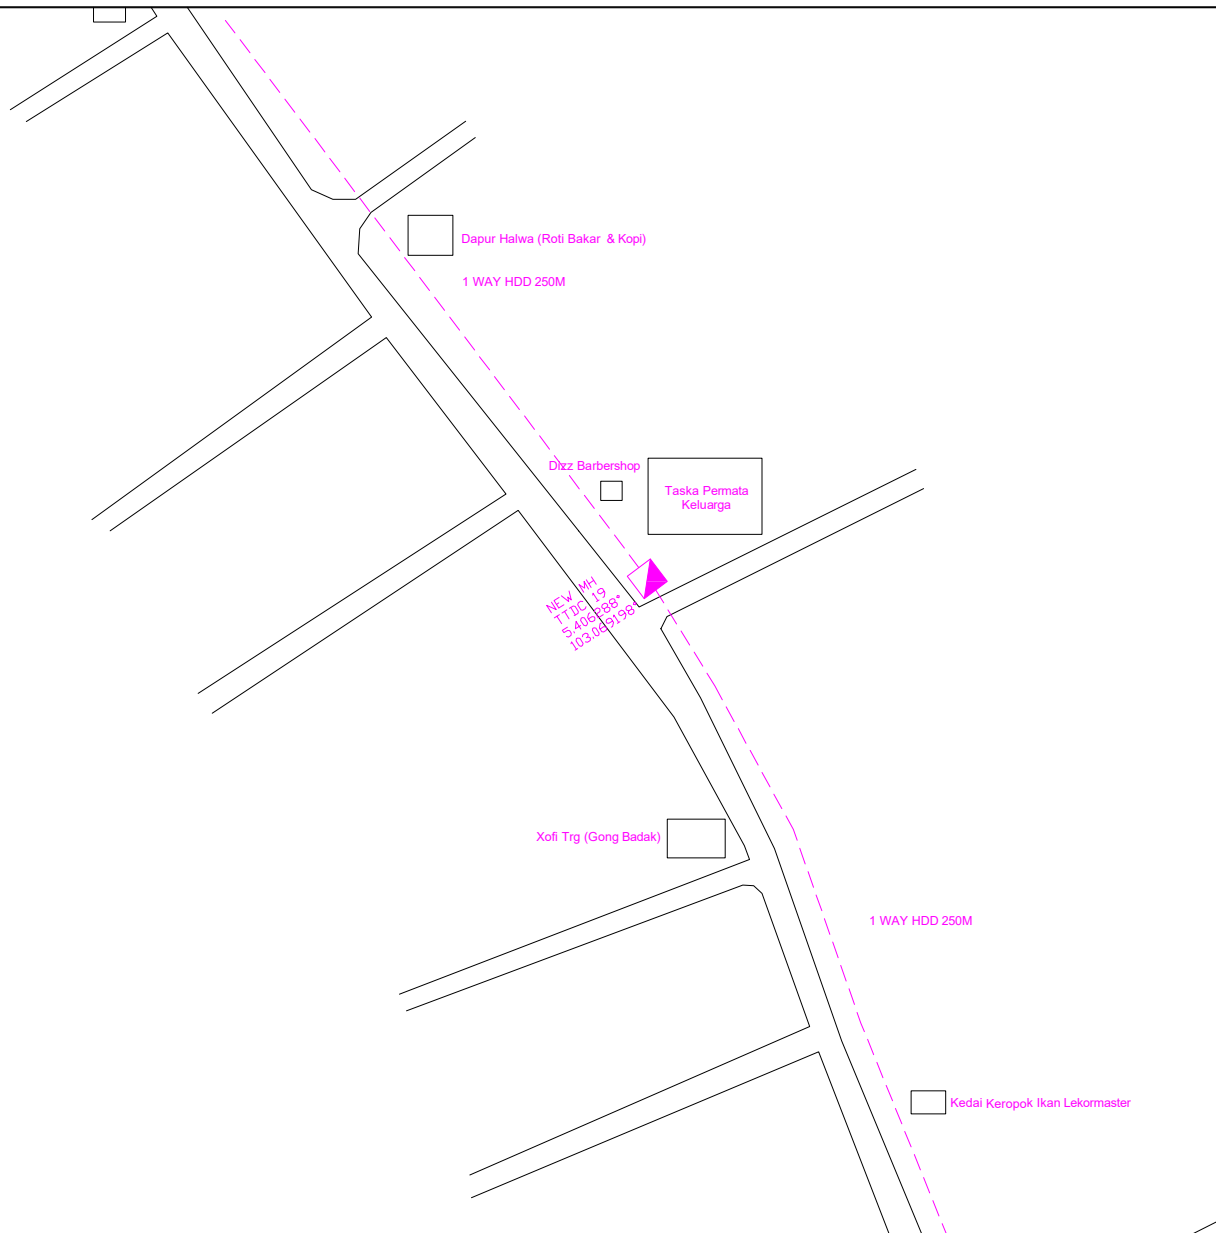 Dapur Halwa (Roti Bakar & Kopi)
1 WAY HDD 250M
Dizz Barbershop
Taska Permata
Keluarga
NEW MH
TTDC 19
5.406288°
103.069198°
Xofi Trg (Gong Badak)
1 WAY HDD 250M
Kedai Keropok Ikan Lekormaster